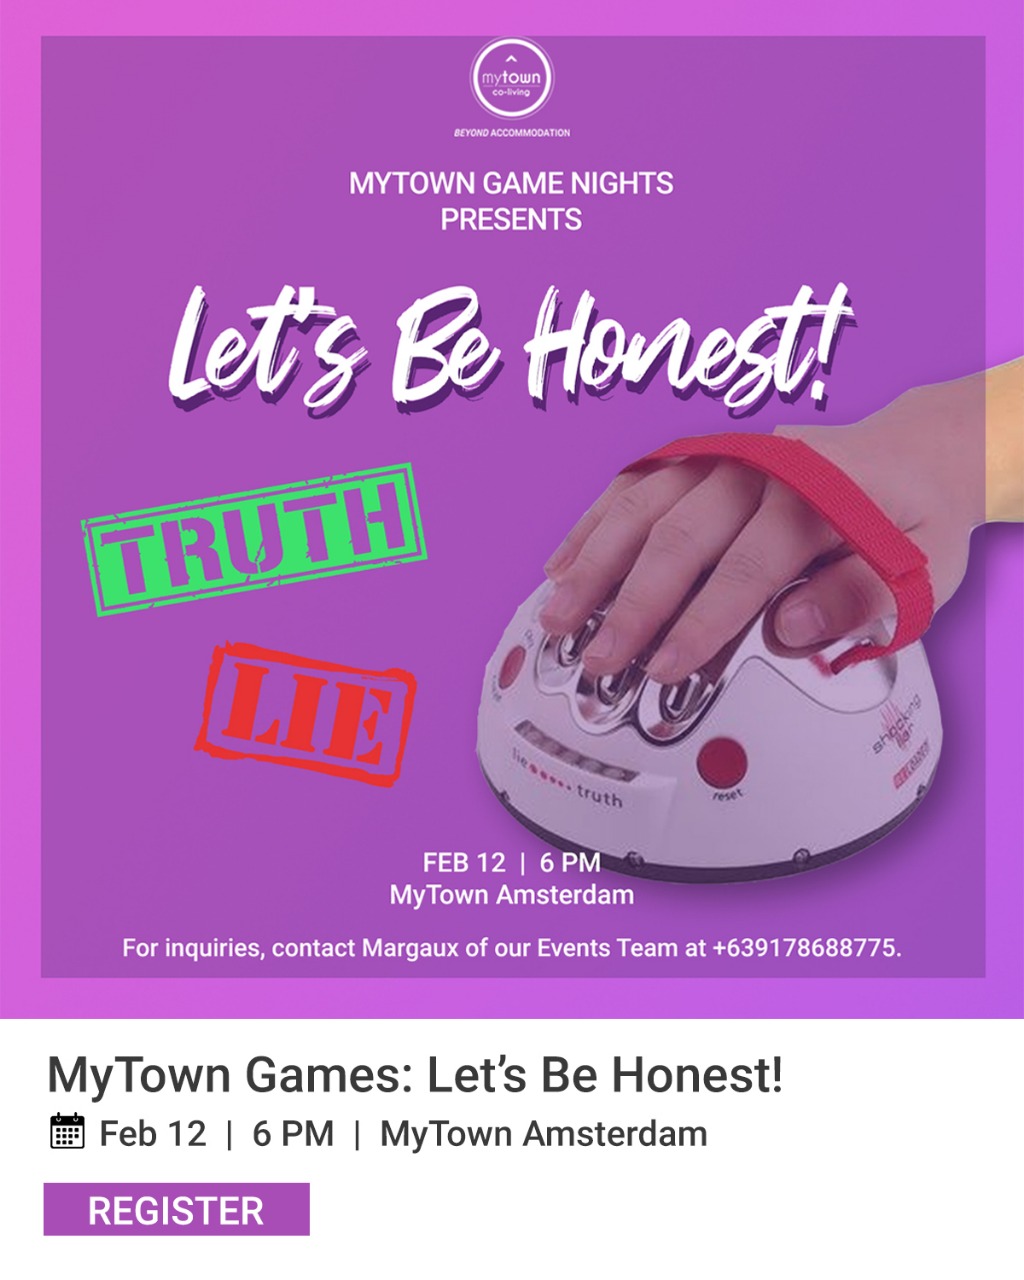 mytown
co-living
BEYOND ACCOMMODATION
MYTOWN GAME NIGHTS
PRESENTS
Let's Be Honest!
TRUTH
LIE
lie
truth
reset
shocking
liar
RELOADED
FEB 12 | 6 PM
MyTown Amsterdam
For inquiries, contact Margaux of our Events Team at +639178688775.
MyTown Games: Let's Be Honest!
Feb 12 | 6 PM | MyTown Amsterdam
REGISTER